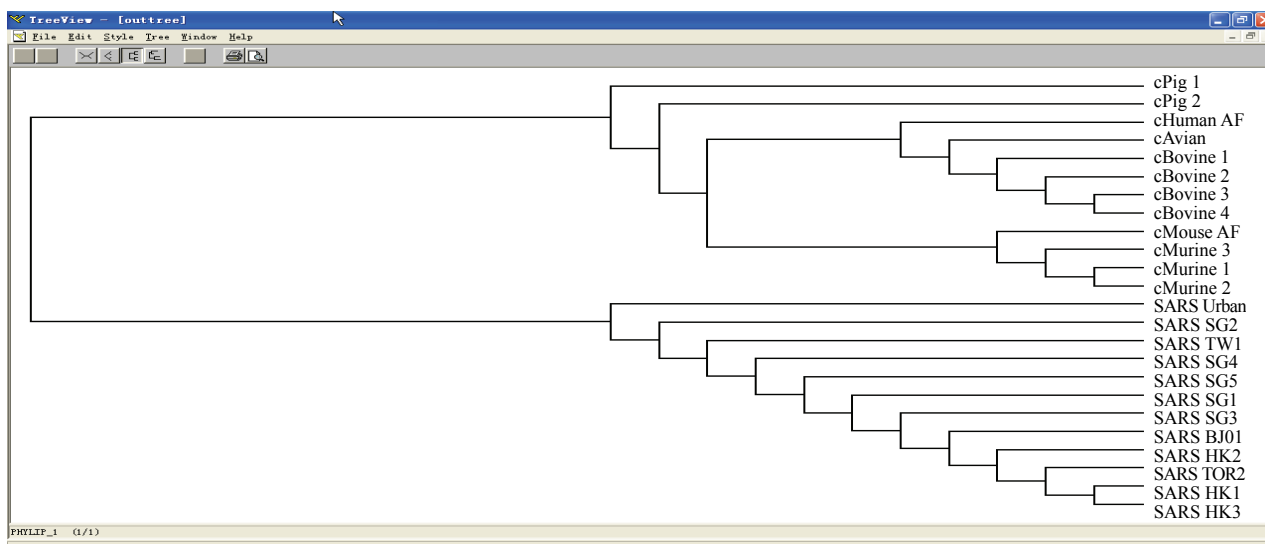 TreeView - [outtree]
File Edit Style Tree Window Help
cPig 1
cPig 2
cHuman AF
cAvian
cBovine 1
cBovine 2
cBovine 3
cBovine 4
cMouse AF
cMurine 3
cMurine 1
cMurine 2
SARS Urban
SARS SG2
SARS TW1
SARS SG4
SARS SG5
SARS SG1
SARS SG3
SARS BJ01
SARS HK2
SARS TOR2
SARS HK1
SARS HK3
PHYLIP_1 (1/1)